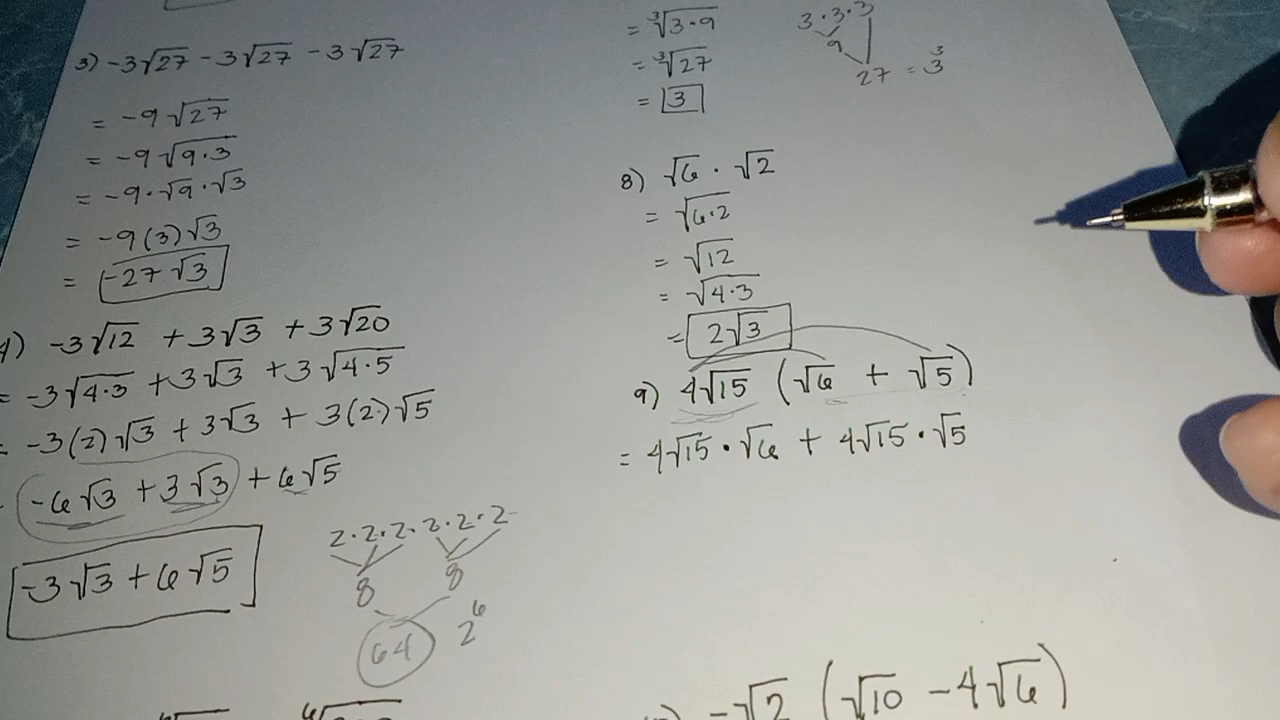 3) -3√27 - 3√27 - 3√27
= -9√27
= -9√9·3
= -9·√9·√3
= -9(3)√3
= -27√3
4) -3√12 + 3√3 + 3√20
= -3√4·3 + 3√3 + 3√4·5
= -3(2)√3 + 3√3 + 3(2)√5
-6√3 + 3√3 + 6√5
-3√3 + 6√5
2·2·2·2·2·2
8 8
64 2⁶
= ∛3·9
= ∛27
= 3
3·3·3
9
27 = 3³
8) √6 · √2
= √6·2
= √12
= √4·3
= 2√3
9) 4√15 (√6 + √5)
= 4√15·√6 + 4√15·√5
-√2 (√10 - 4√6)